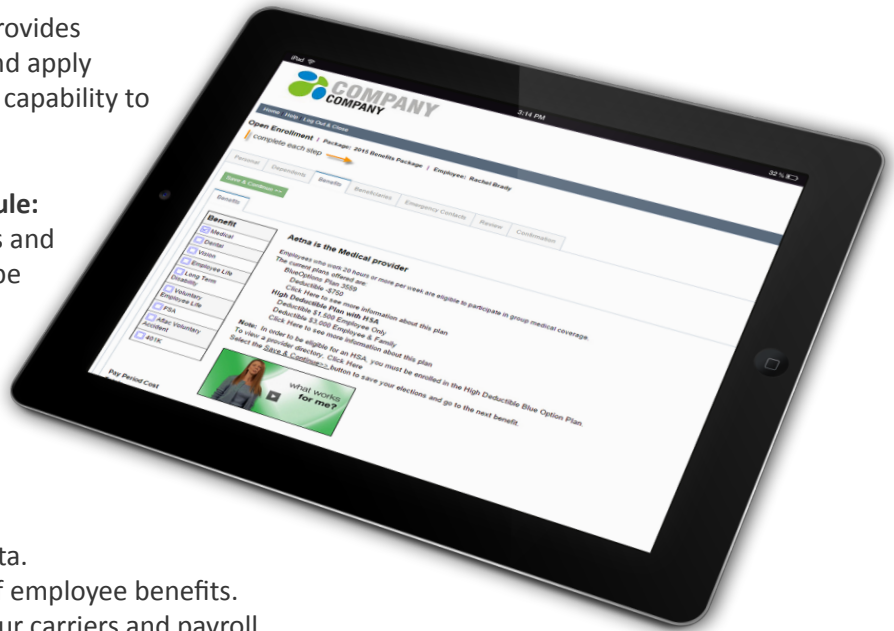 rovides
nd apply
capability to
ule:
s and
be
ta.
f employee benefits.
ur carriers and payroll
iPad
3:14 PM
32 %
COMPANY
COMPANY
Home Help Log Out & Close
Open Enrollment | Package: 2015 Benefits Package | Employee: Rachel Brady
complete each step
Personal Dependents Benefits Beneficiaries Emergency Contacts Review Confirmation
Save & Continue >>
Benefits
Benefit
Medical
Dental
Vision
Employee Life
Long Term
Disability
Voluntary
Employee Life
FSA
Aflac Voluntary
Accident
401K
Pay Period Cost
Aetna is the Medical provider
Employees who work 20 hours or more per week are eligible to participate in group medical coverage.
The current plans offered are:
BlueOptions Plan 3559
Deductible -$750
Click Here to see more information about this plan
High Deductible Plan with HSA
Deductible $1,500 Employee Only
Deductible $3,000 Employee & Family
Click Here to see more information about this plan
Note: In order to be eligible for an HSA, you must be enrolled in the High Deductible Blue Option Plan.
To view a provider directory, Click Here
Select the Save & Continue>> button to save your elections and go to the next benefit.
what works
for me?